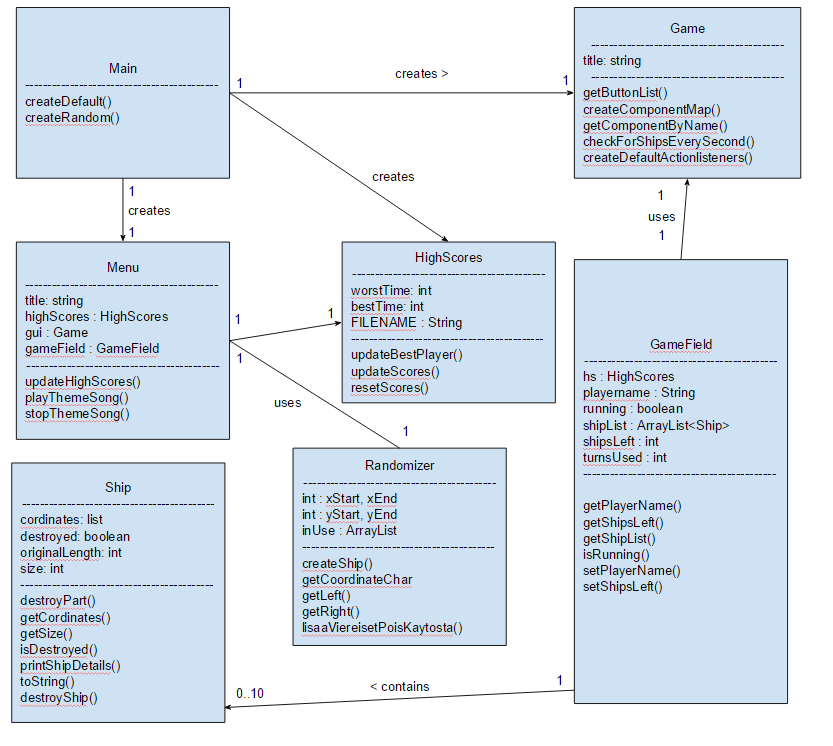 Main
createDefault()
createRandom()
1
creates >
1
Game
title: string
getButtonList()
createComponentMap()
getComponentByName()
checkForShipsEverySecond()
createDefaultActionlisteners()
1
creates
1
creates
1
uses
1
Menu
title: string
highScores : HighScores
gui : Game
gameField : GameField
updateHighScores()
playThemeSong()
stopThemeSong()
1
1
1
uses
1
HighScores
worstTime: int
bestTime: int
FILENAME : String
updateBestPlayer()
updateScores()
resetScores()
GameField
hs : HighScores
playername : String
running : boolean
shipList : ArrayList<Ship>
shipsLeft : int
turnsUsed : int
getPlayerName()
getShipsLeft()
getShipList()
isRunning()
setPlayerName()
setShipsLeft()
Ship
cordinates: list
destroyed: boolean
originalLength: int
size: int
destroyPart()
getCordinates()
getSize()
isDestroyed()
printShipDetails()
toString()
destroyShip()
Randomizer
int : xStart, xEnd
int : yStart, yEnd
inUse : ArrayList
createShip()
getCoordinateChar
getLeft()
getRight()
lisaaViereisetPoisKaytosta()
0..10
< contains
1